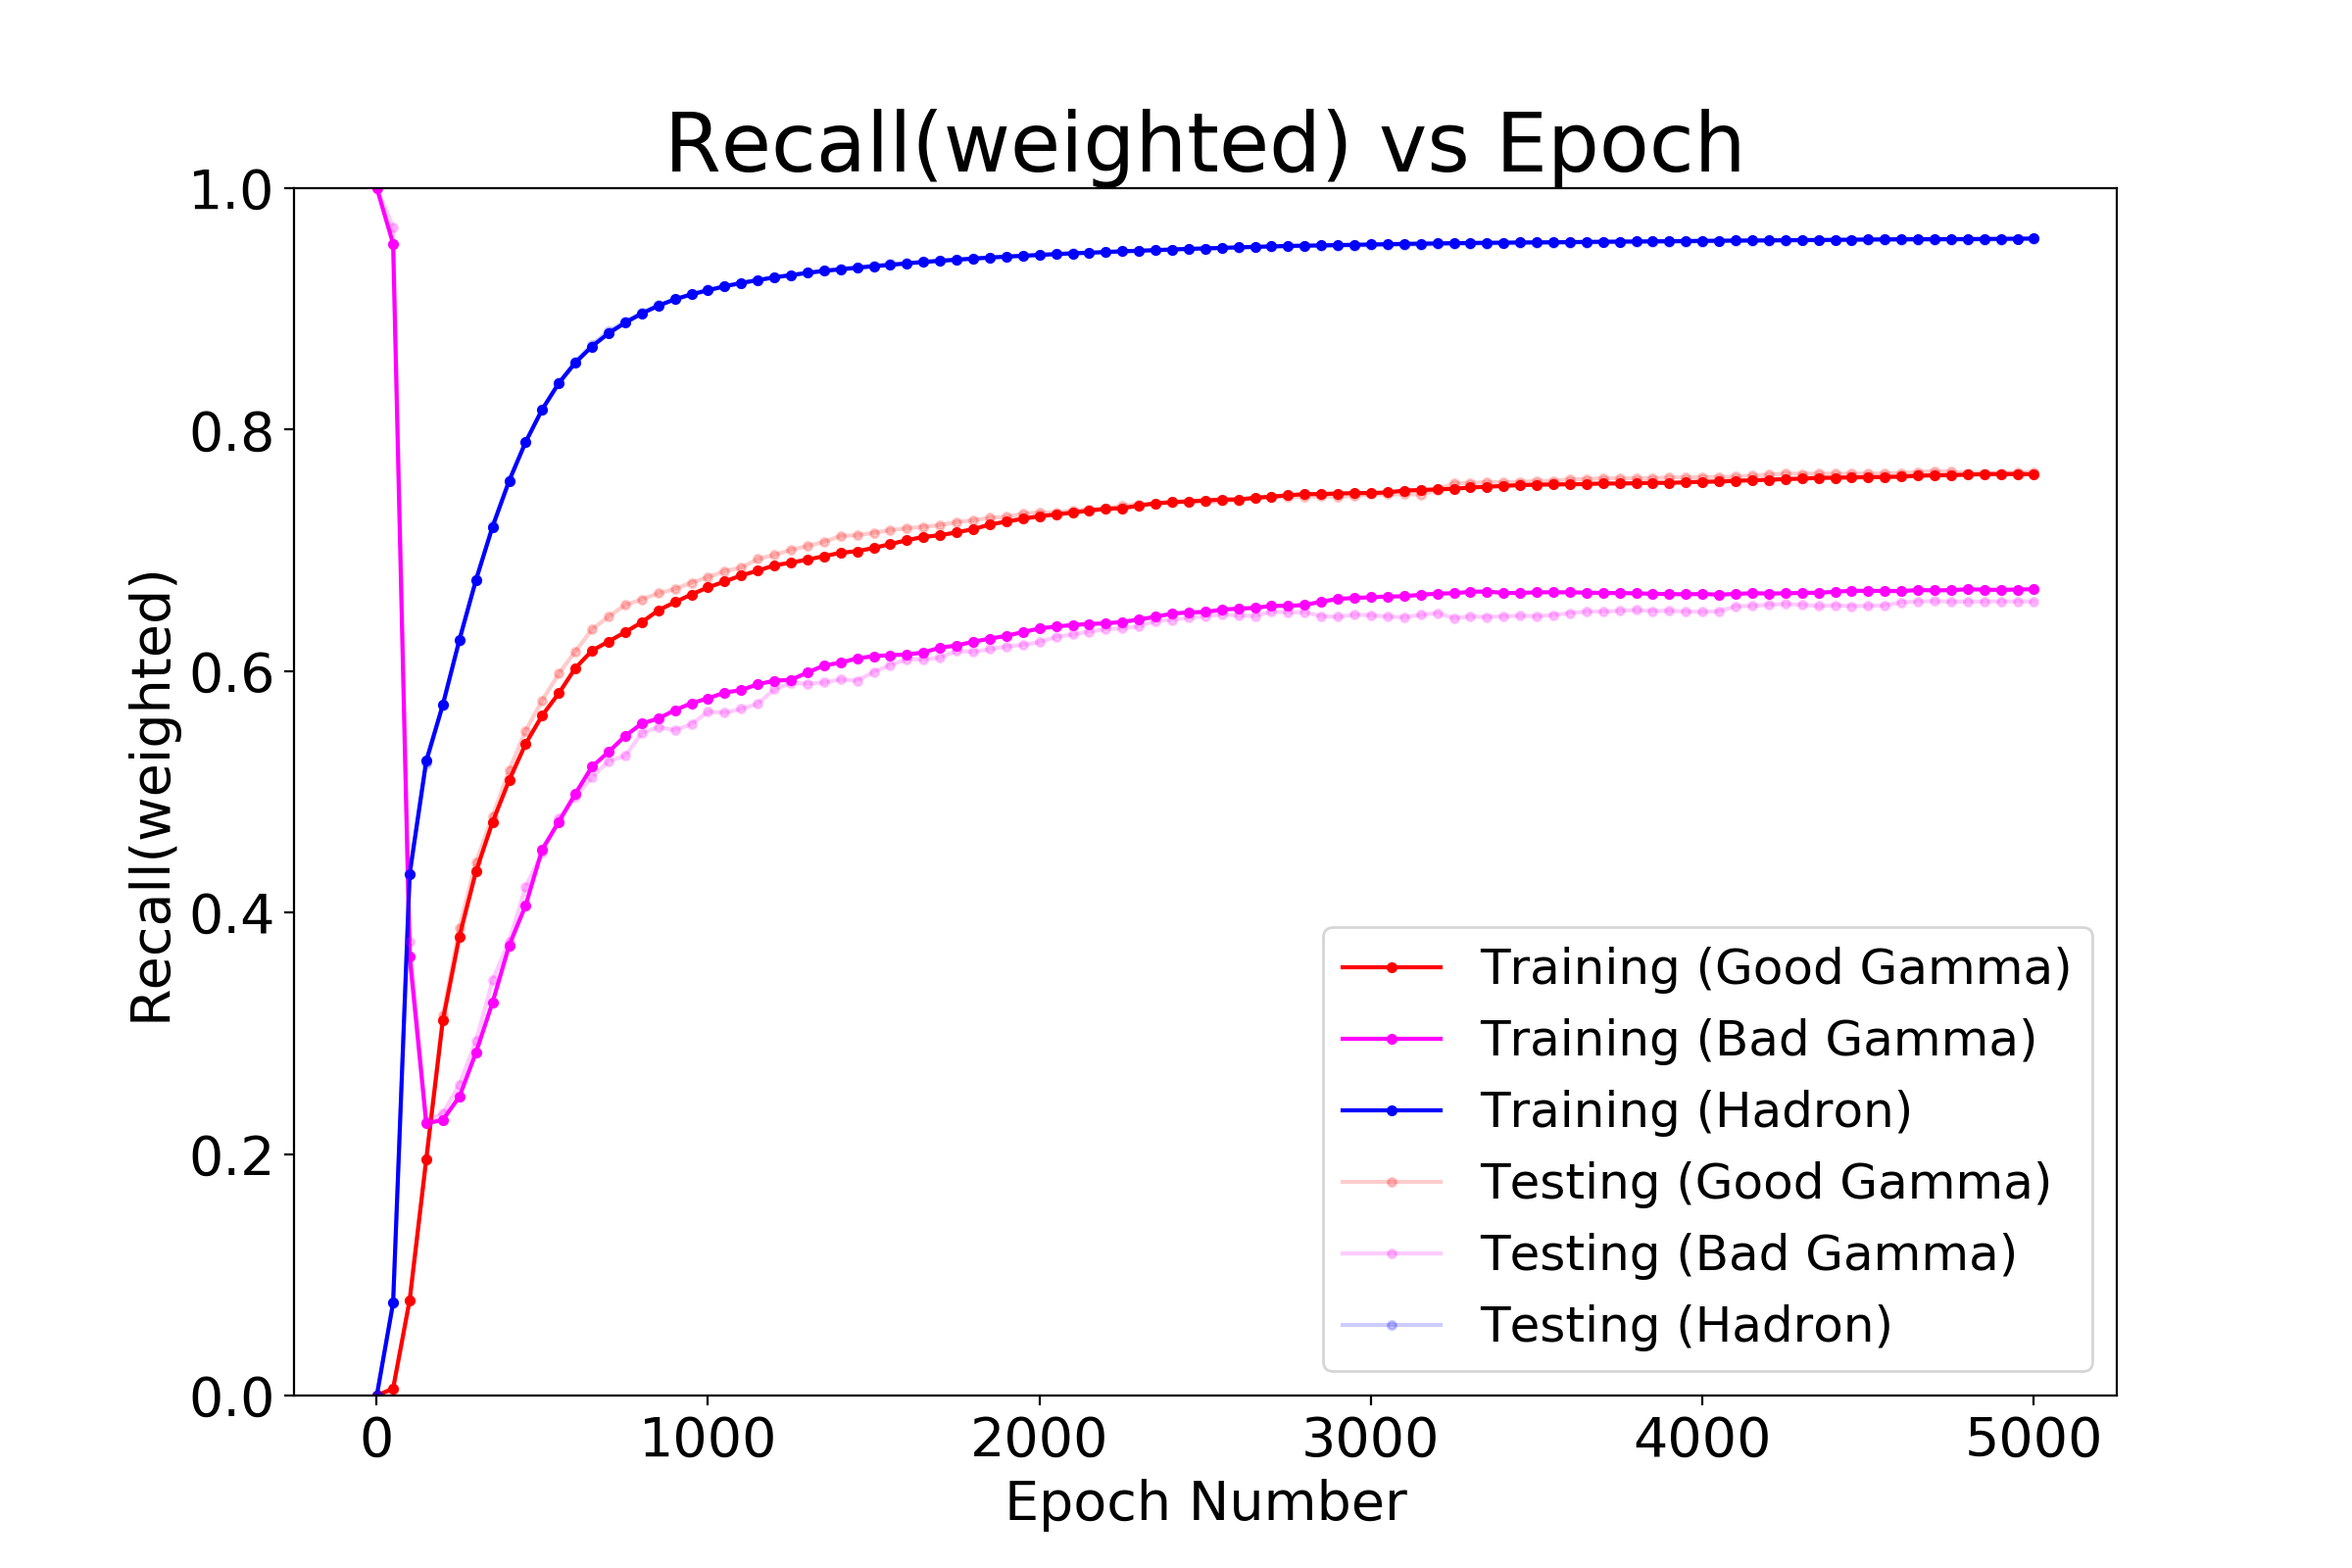 Recall(weighted) vs Epoch
1.0
0.8
0.6
0.4
0.2
0.0
Recall(weighted)
0 1000 2000 3000 4000 5000
Epoch Number
Training (Good Gamma)
Training (Bad Gamma)
Training (Hadron)
Testing (Good Gamma)
Testing (Bad Gamma)
Testing (Hadron)